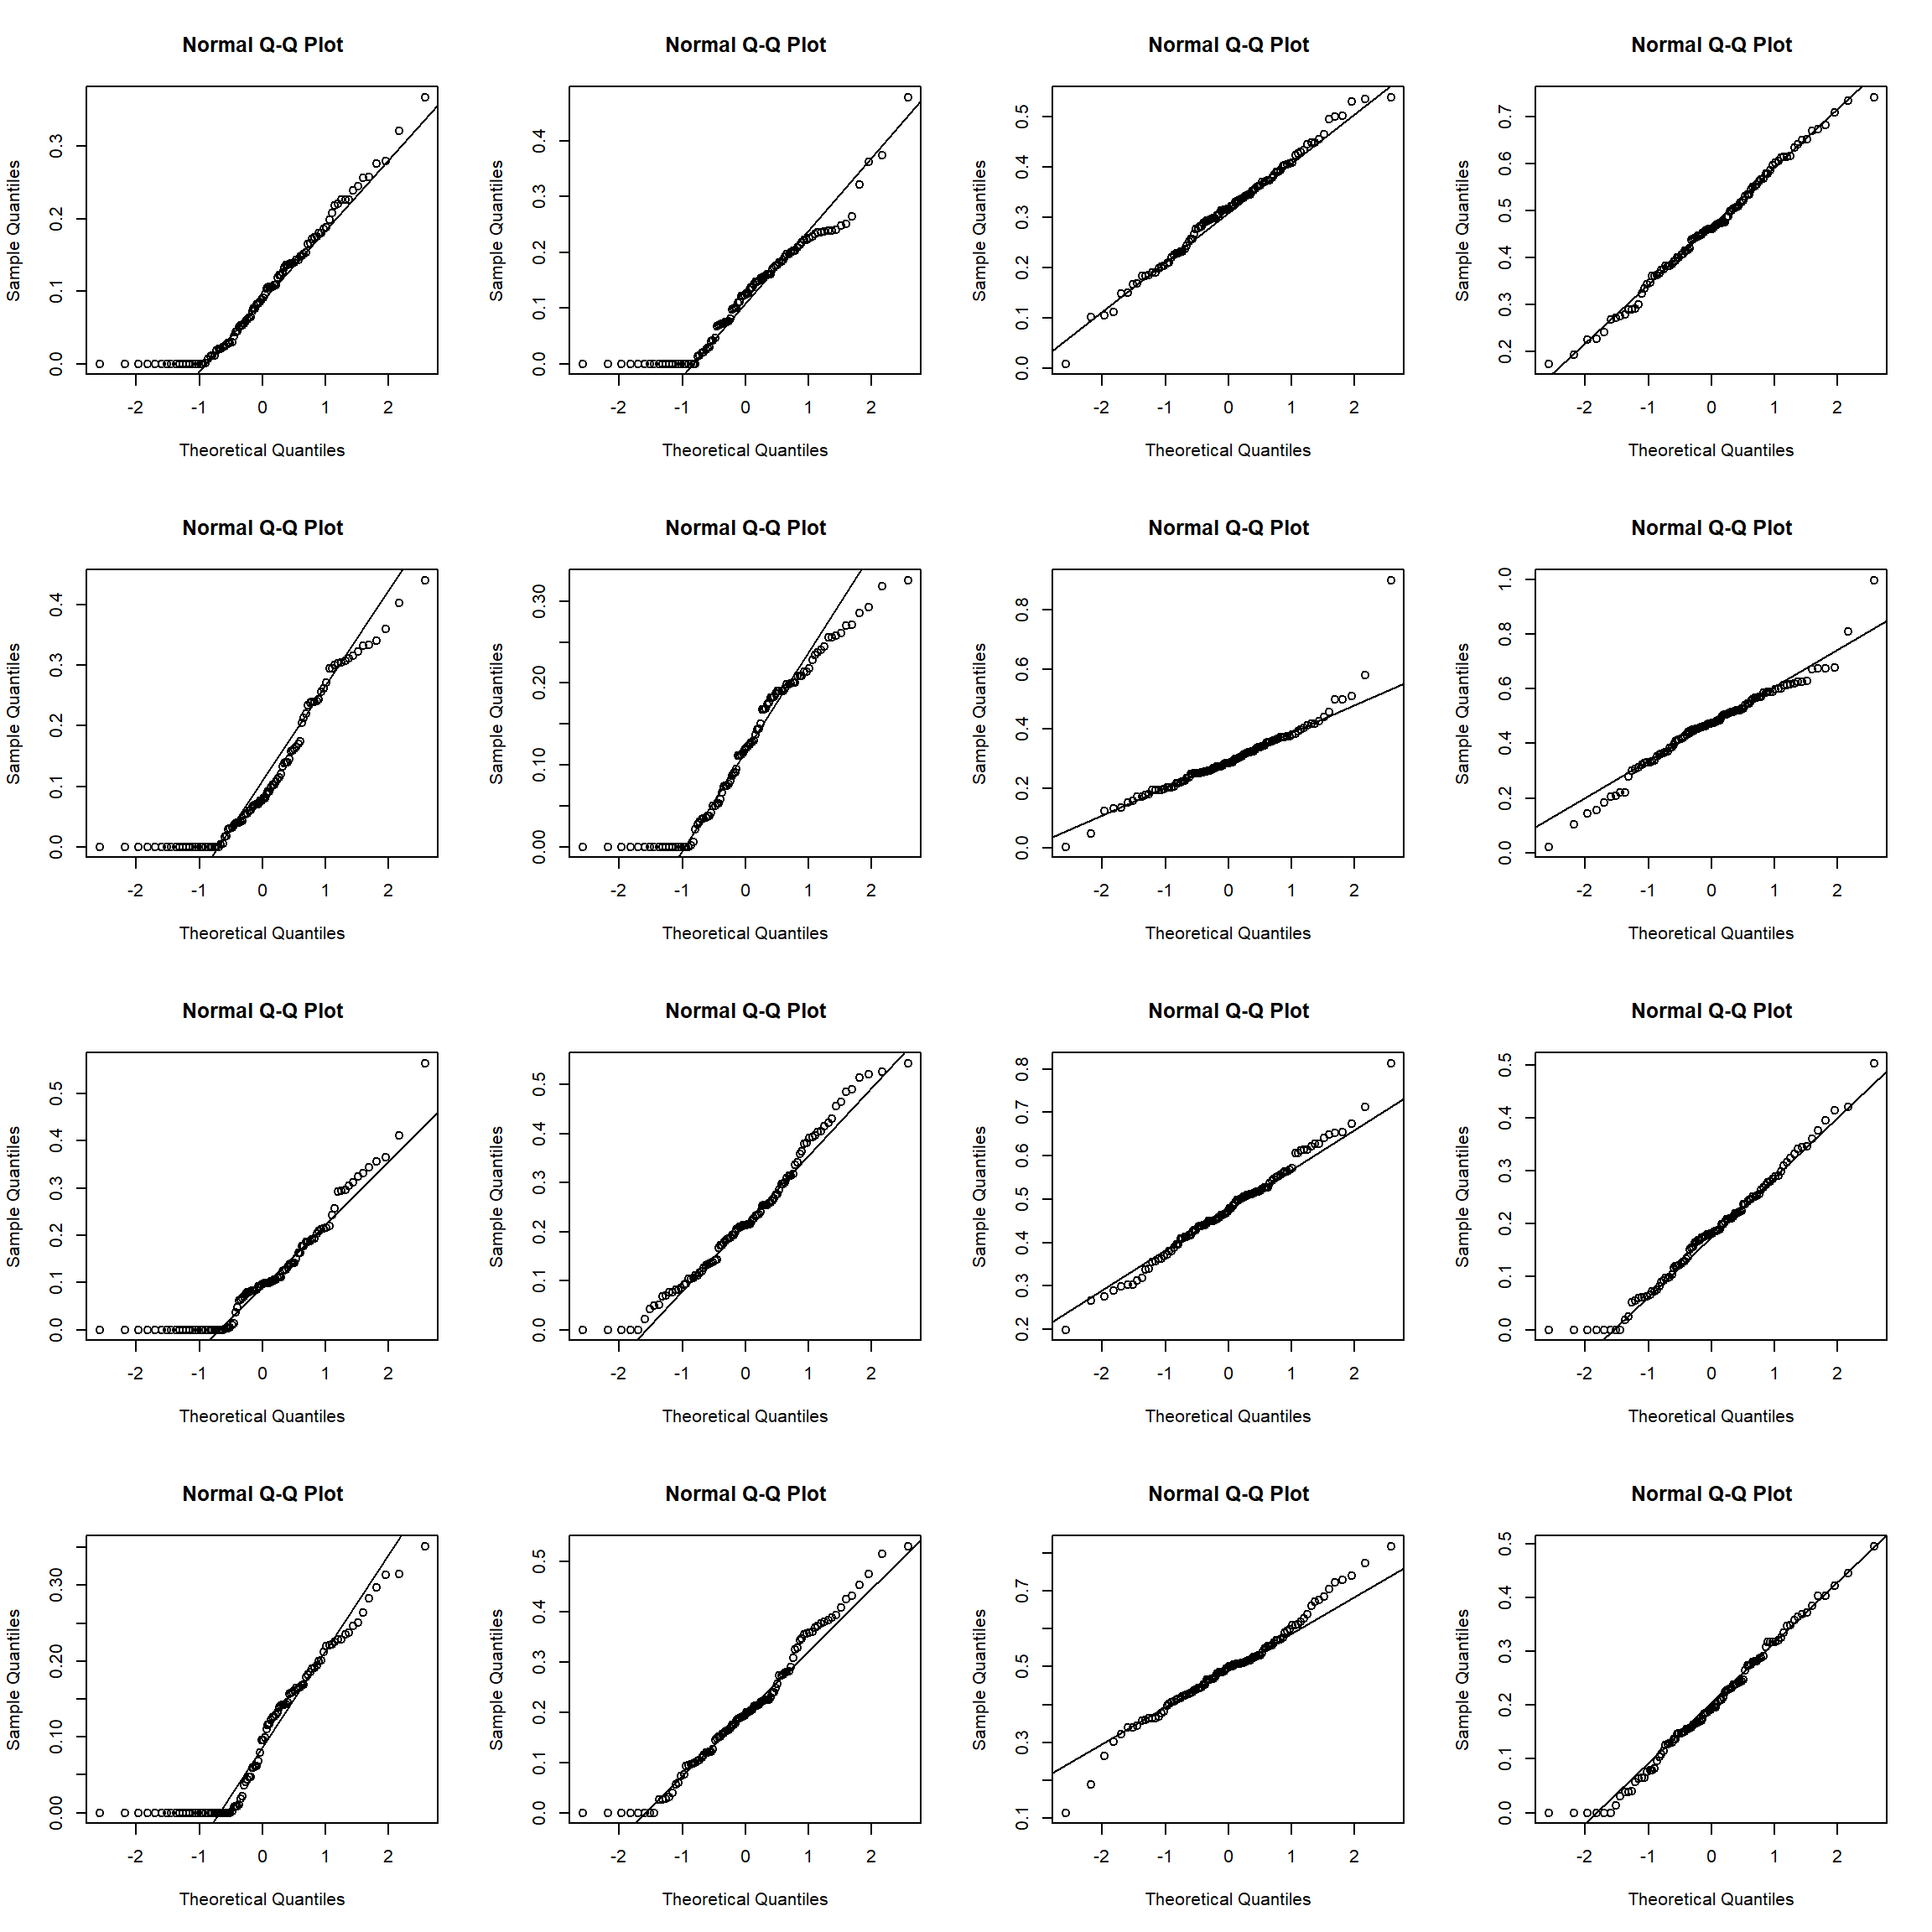 Normal Q-Q Plot Normal Q-Q Plot Normal Q-Q Plot Normal Q-Q Plot
Sample Quantiles Sample Quantiles Sample Quantiles Sample Quantiles
0.0 0.1 0.2 0.3
0.0 0.1 0.2 0.3 0.4
0.0 0.1 0.2 0.3 0.4 0.5
0.2 0.3 0.4 0.5 0.6 0.7
-2 -1 0 1 2 -2 -1 0 1 2 -2 -1 0 1 2 -2 -1 0 1 2
Theoretical Quantiles Theoretical Quantiles Theoretical Quantiles Theoretical Quantiles
Normal Q-Q Plot Normal Q-Q Plot Normal Q-Q Plot Normal Q-Q Plot
Sample Quantiles Sample Quantiles Sample Quantiles Sample Quantiles
0.0 0.1 0.2 0.3 0.4
0.00 0.10 0.20 0.30
0.0 0.2 0.4 0.6 0.8
0.0 0.2 0.4 0.6 0.8 1.0
-2 -1 0 1 2 -2 -1 0 1 2 -2 -1 0 1 2 -2 -1 0 1 2
Theoretical Quantiles Theoretical Quantiles Theoretical Quantiles Theoretical Quantiles
Normal Q-Q Plot Normal Q-Q Plot Normal Q-Q Plot Normal Q-Q Plot
Sample Quantiles Sample Quantiles Sample Quantiles Sample Quantiles
0.0 0.1 0.2 0.3 0.4 0.5
0.0 0.1 0.2 0.3 0.4 0.5
0.2 0.3 0.4 0.5 0.6 0.7 0.8
0.0 0.1 0.2 0.3 0.4 0.5
-2 -1 0 1 2 -2 -1 0 1 2 -2 -1 0 1 2 -2 -1 0 1 2
Theoretical Quantiles Theoretical Quantiles Theoretical Quantiles Theoretical Quantiles
Normal Q-Q Plot Normal Q-Q Plot Normal Q-Q Plot Normal Q-Q Plot
Sample Quantiles Sample Quantiles Sample Quantiles Sample Quantiles
0.00 0.10 0.20 0.30
0.0 0.1 0.2 0.3 0.4 0.5
0.1 0.3 0.5 0.7
0.0 0.1 0.2 0.3 0.4 0.5
-2 -1 0 1 2 -2 -1 0 1 2 -2 -1 0 1 2 -2 -1 0 1 2
Theoretical Quantiles Theoretical Quantiles Theoretical Quantiles Theoretical Quantiles